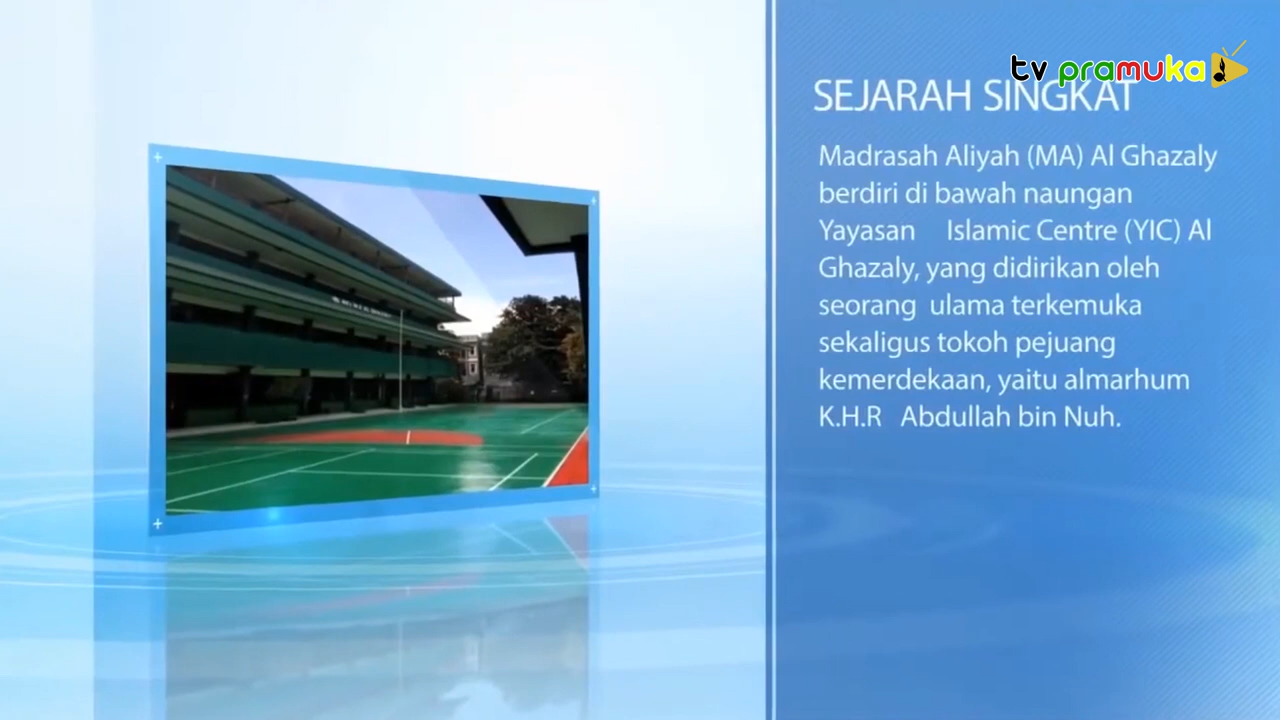 tv pramuka
SEJARAH SINGKAT
Madrasah Aliyah (MA) Al Ghazaly
berdiri di bawah naungan
Yayasan Islamic Centre (YIC) Al
Ghazaly, yang didirikan oleh
seorang ulama terkemuka
sekaligus tokoh pejuang
kemerdekaan, yaitu almarhum
K.H.R Abdullah bin Nuh.